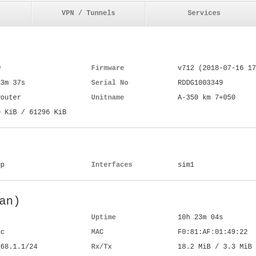 VPN / Tunnels Services
Firmware v712 (2018-07-16 17
3m 37s Serial No RDDG1003349
outer Unitname A-350 km 7+050
KiB / 61296 KiB
p Interfaces sim1
an)
Uptime 10h 23m 04s
c MAC F0:81:AF:01:49:22
68.1.1/24 Rx/Tx 18.2 MiB / 3.3 MiB